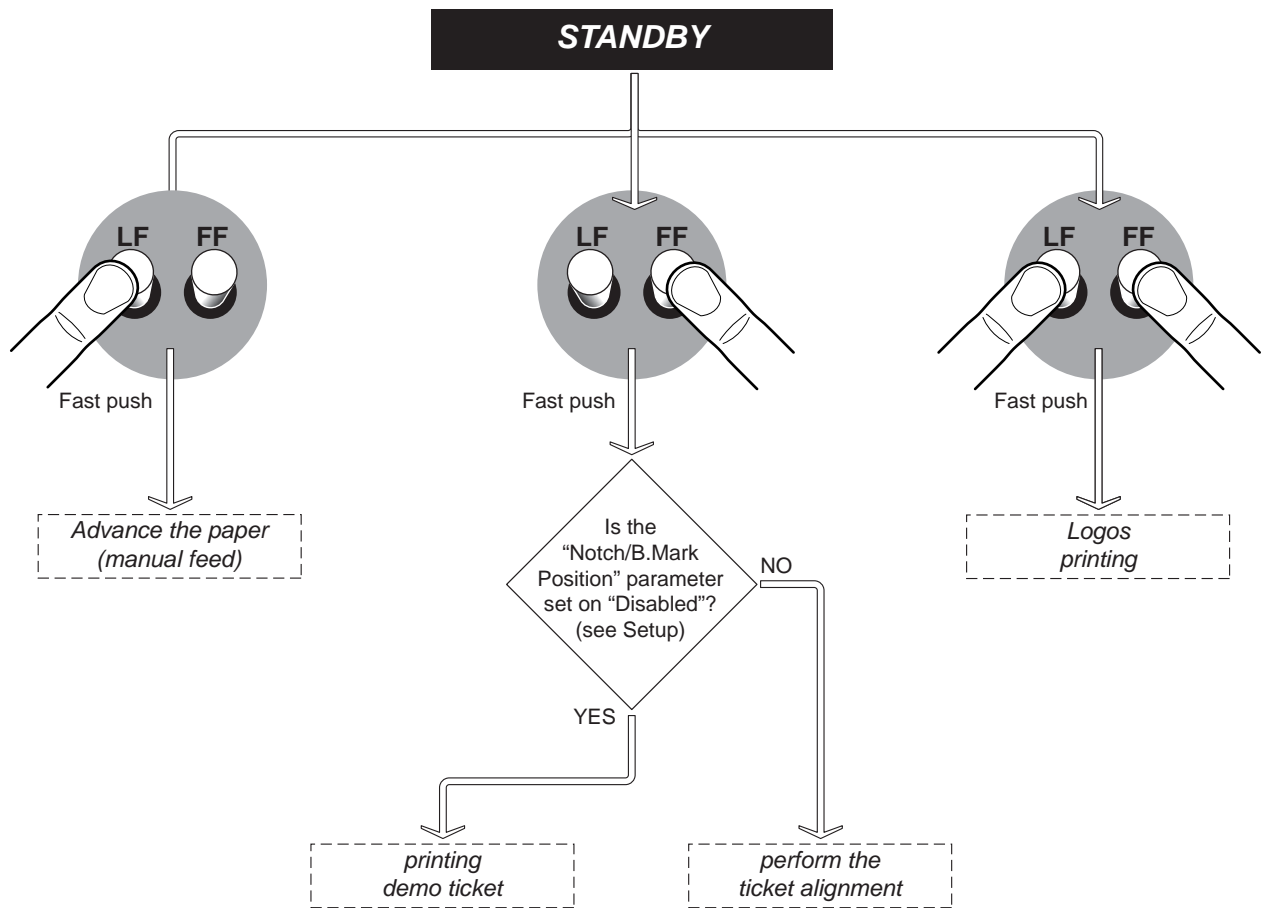 STANDBY
LF FF
LF FF
LF FF
Fast push
Fast push
Fast push
Advance the paper
(manual feed)
Is the
“Notch/B.Mark
Position” parameter
set on “Disabled”?
(see Setup)
NO
YES
Logos
printing
printing
demo ticket
perform the
ticket alignment